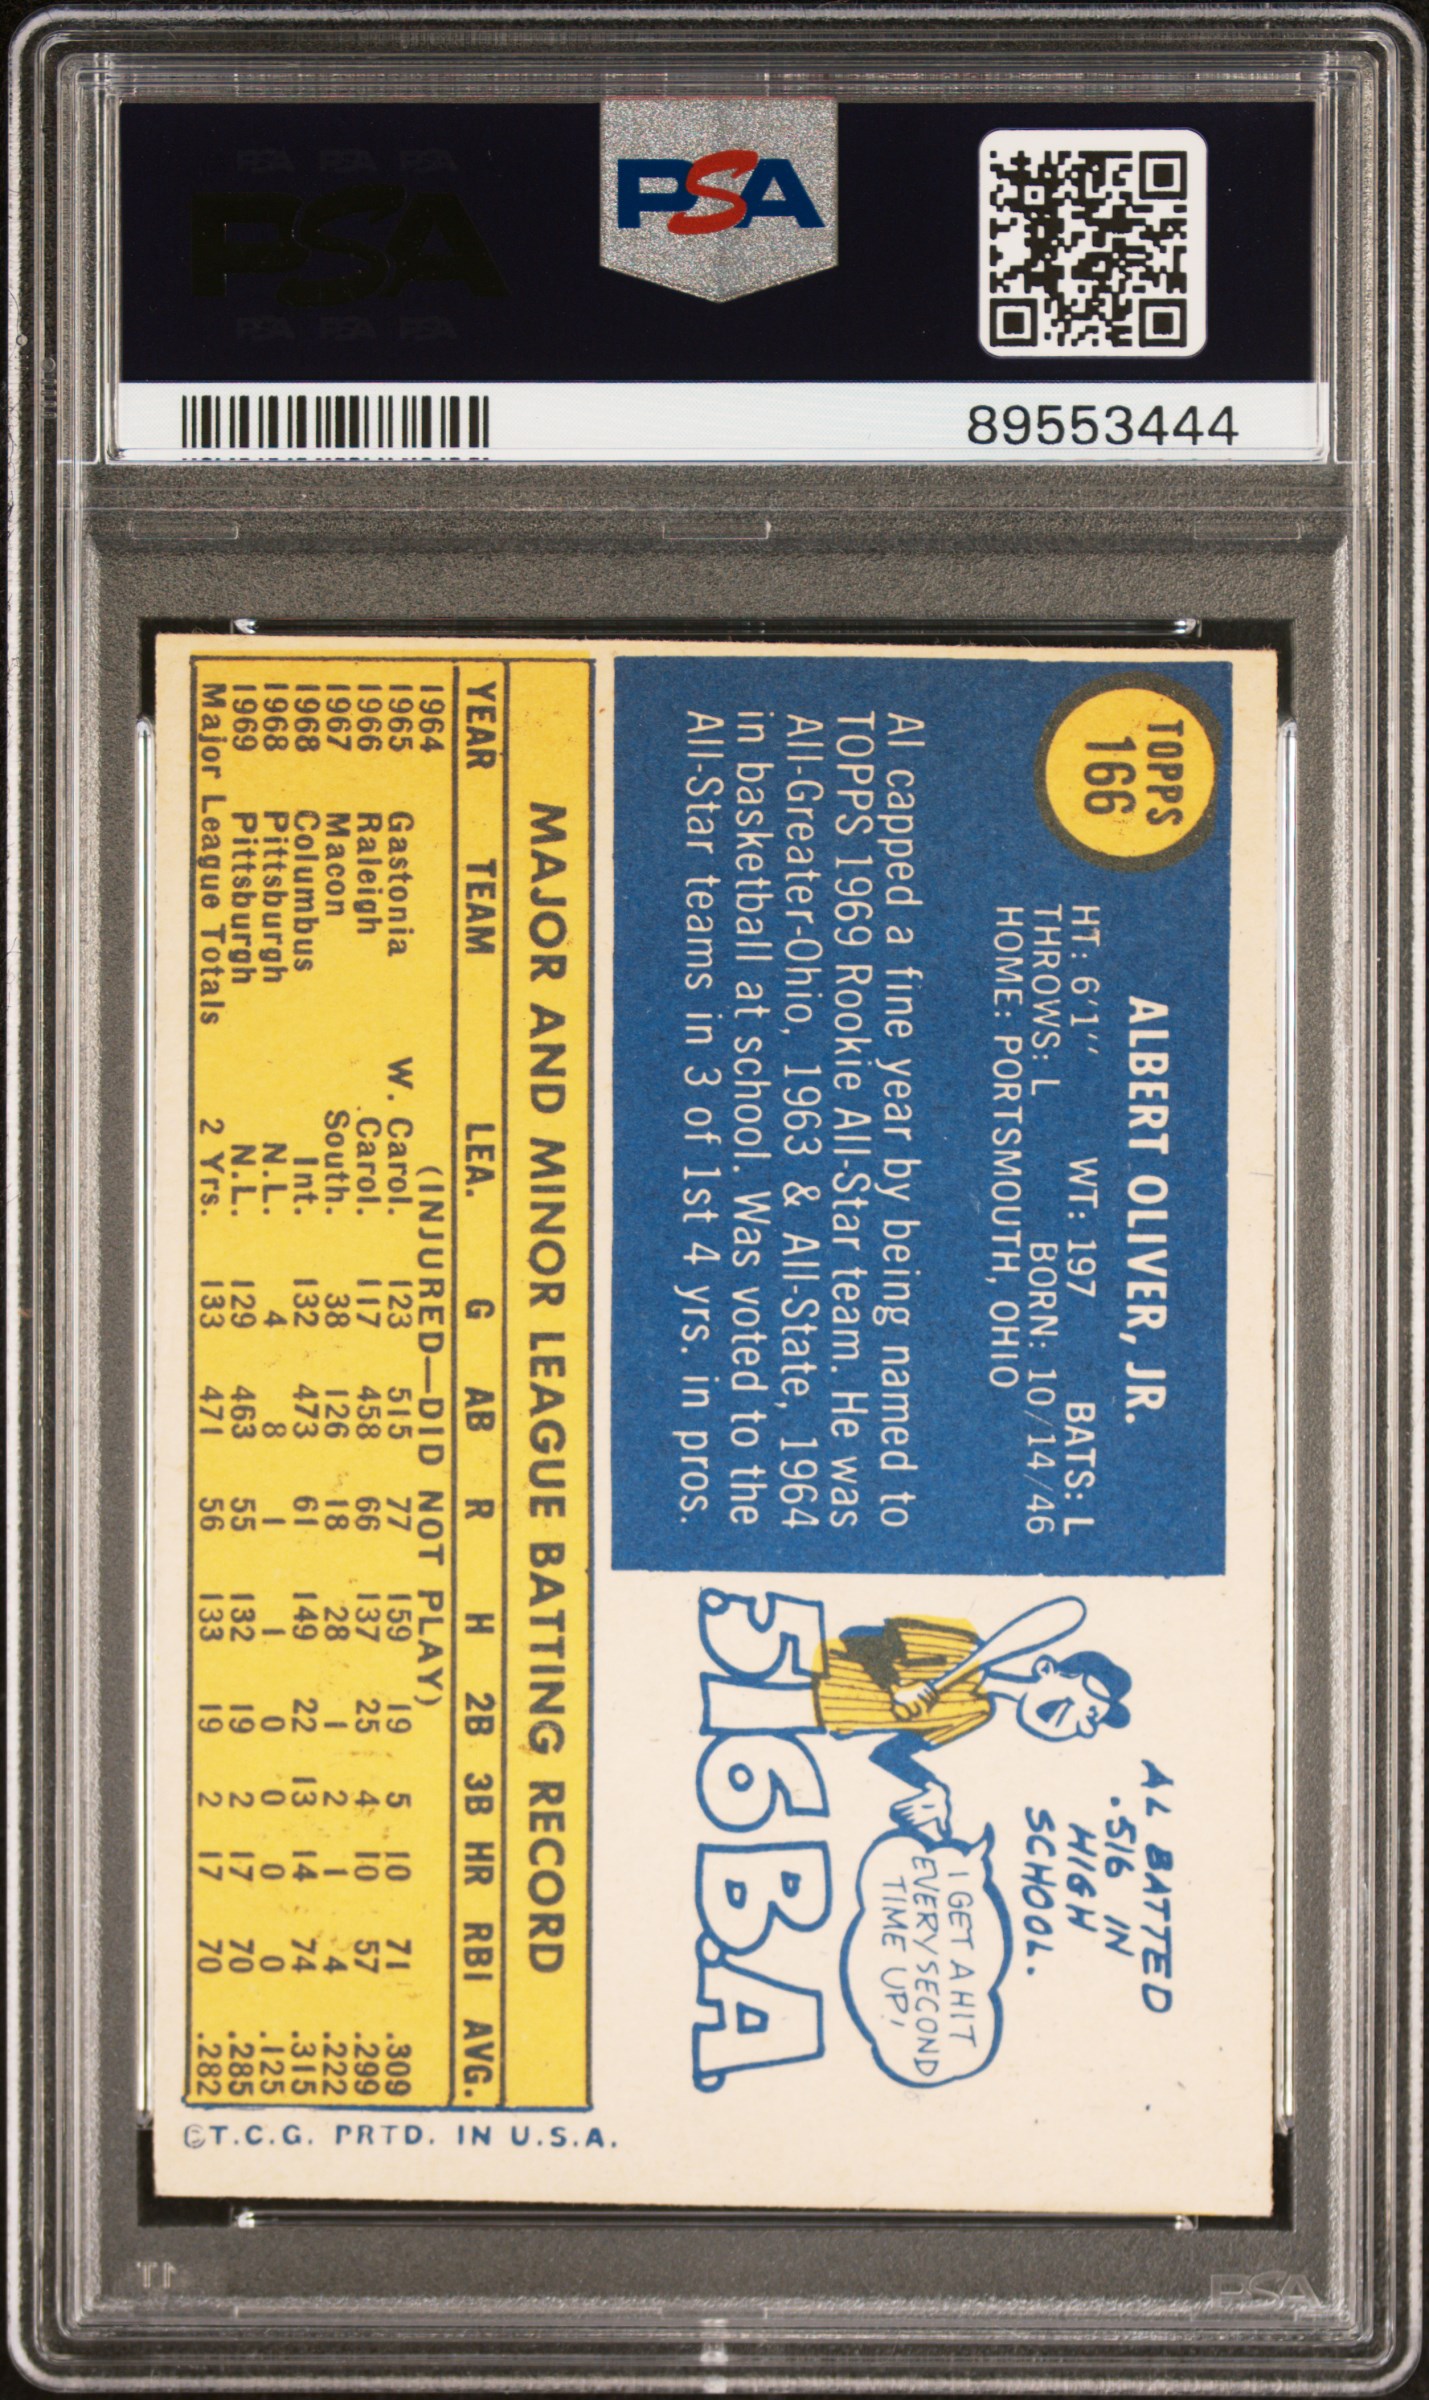 PSA
PSA PSA PSA
PSA
PSA PSA PSA
89553444
TOPPS
166
ALBERT OLIVER, JR.
HT: 6'1'' WT: 197 BATS: L
THROWS: L BORN: 10/14/46
HOME: PORTSMOUTH, OHIO
Al capped a fine year by being named to
TOPPS 1969 Rookie All-Star team. He was
All-Greater-Ohio, 1963 & All-State, 1964
in basketball at school. Was voted to the
All-Star teams in 3 of 1st 4 yrs. in pros.
AL BATTED
.516 IN
HIGH
SCHOOL.
I GET A HIT
EVERY SECOND
TIME UP!,
.516 B.A.
MAJOR AND MINOR LEAGUE BATTING RECORD
YEAR TEAM LEA. G AB R H 2B 3B HR RBI AVG.
1964 (INJURED—DID NOT PLAY)
1965 Gastonia W. Carol. 123 515 77 159 19 5 10 71 .309
1966 Raleigh Carol. 117 458 66 137 25 4 10 57 .299
1967 Macon South. 38 126 18 28 1 2 1 4 .222
1968 Columbus Int. 132 473 61 149 22 13 14 74 .315
1968 Pittsburgh N.L. 4 8 1 1 0 0 0 0 .125
1969 Pittsburgh N.L. 129 463 55 132 19 2 17 70 .285
Major League Totals 2 Yrs. 133 471 56 133 19 2 17 70 .282
©T.C.G. PRTD. IN U.S.A.
PSA